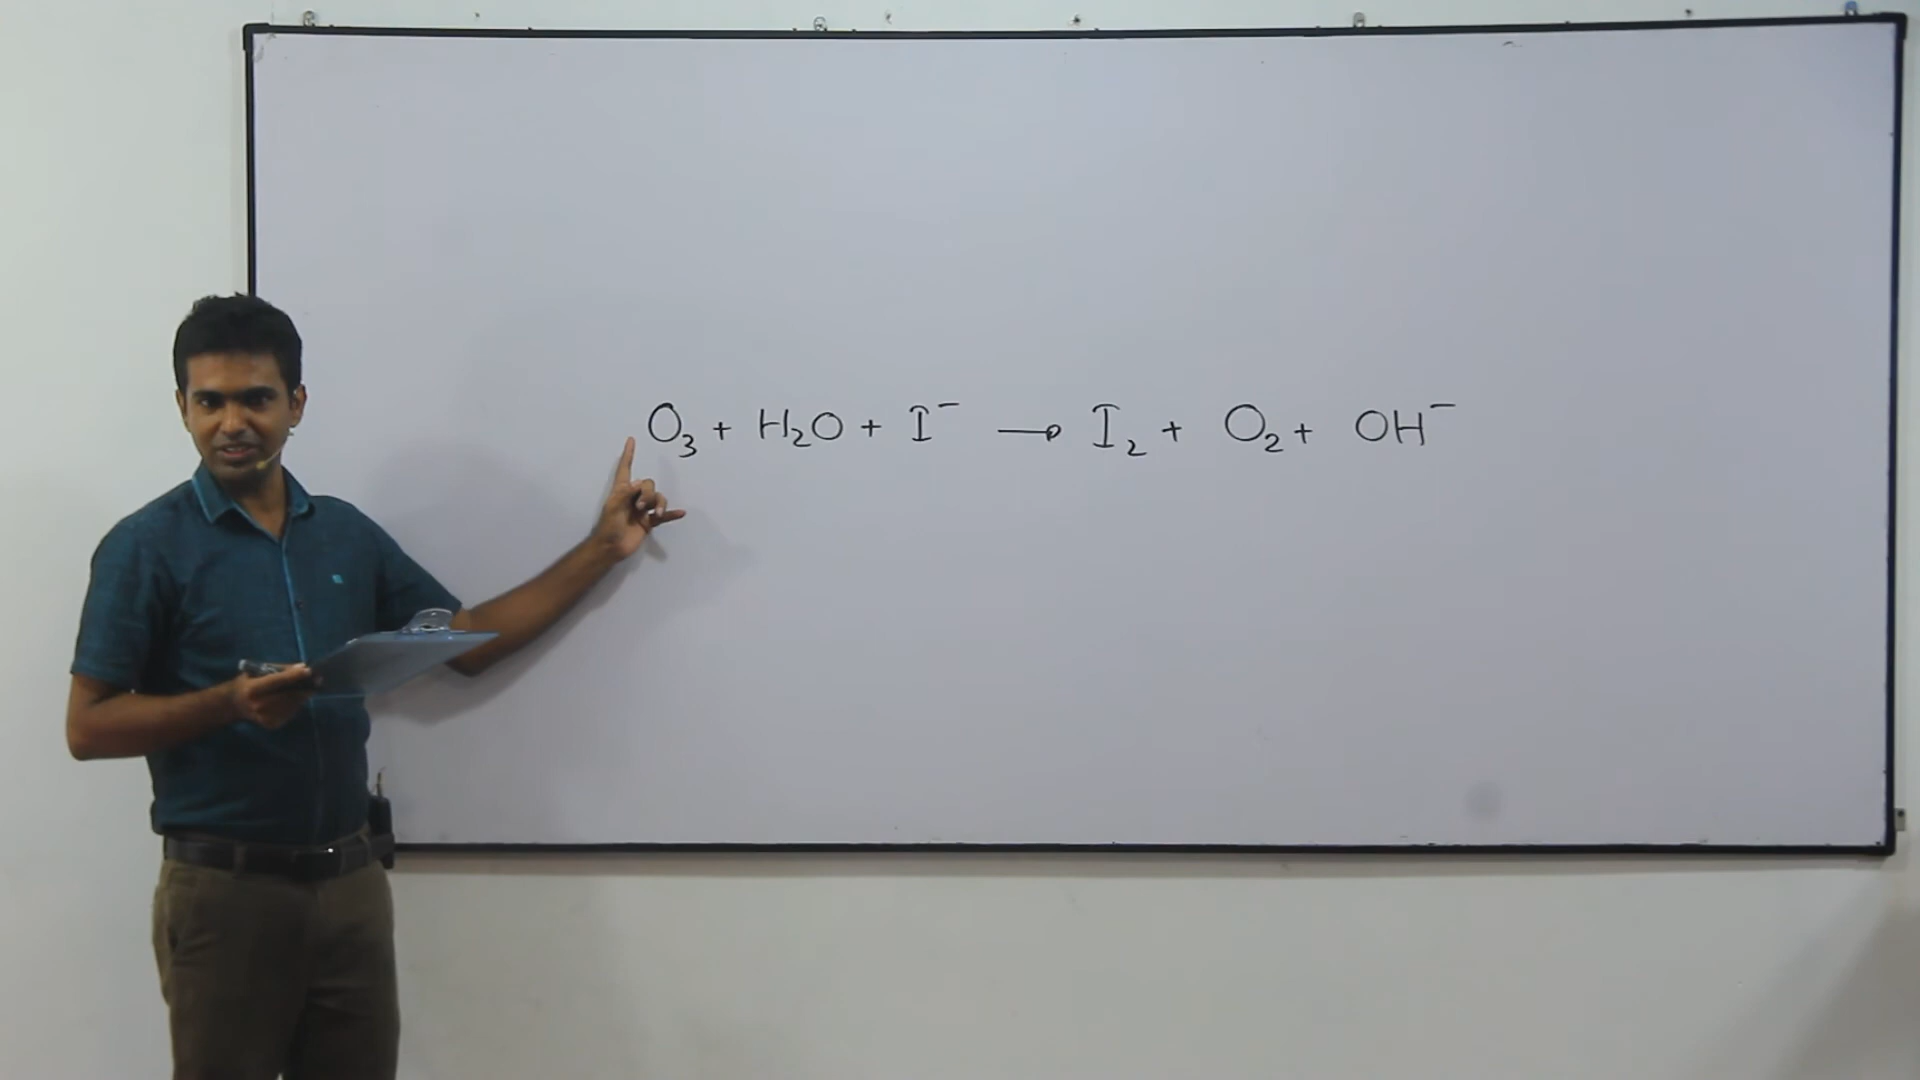 O₃ + H₂O + I⁻ → I₂ + O₂ + OH⁻